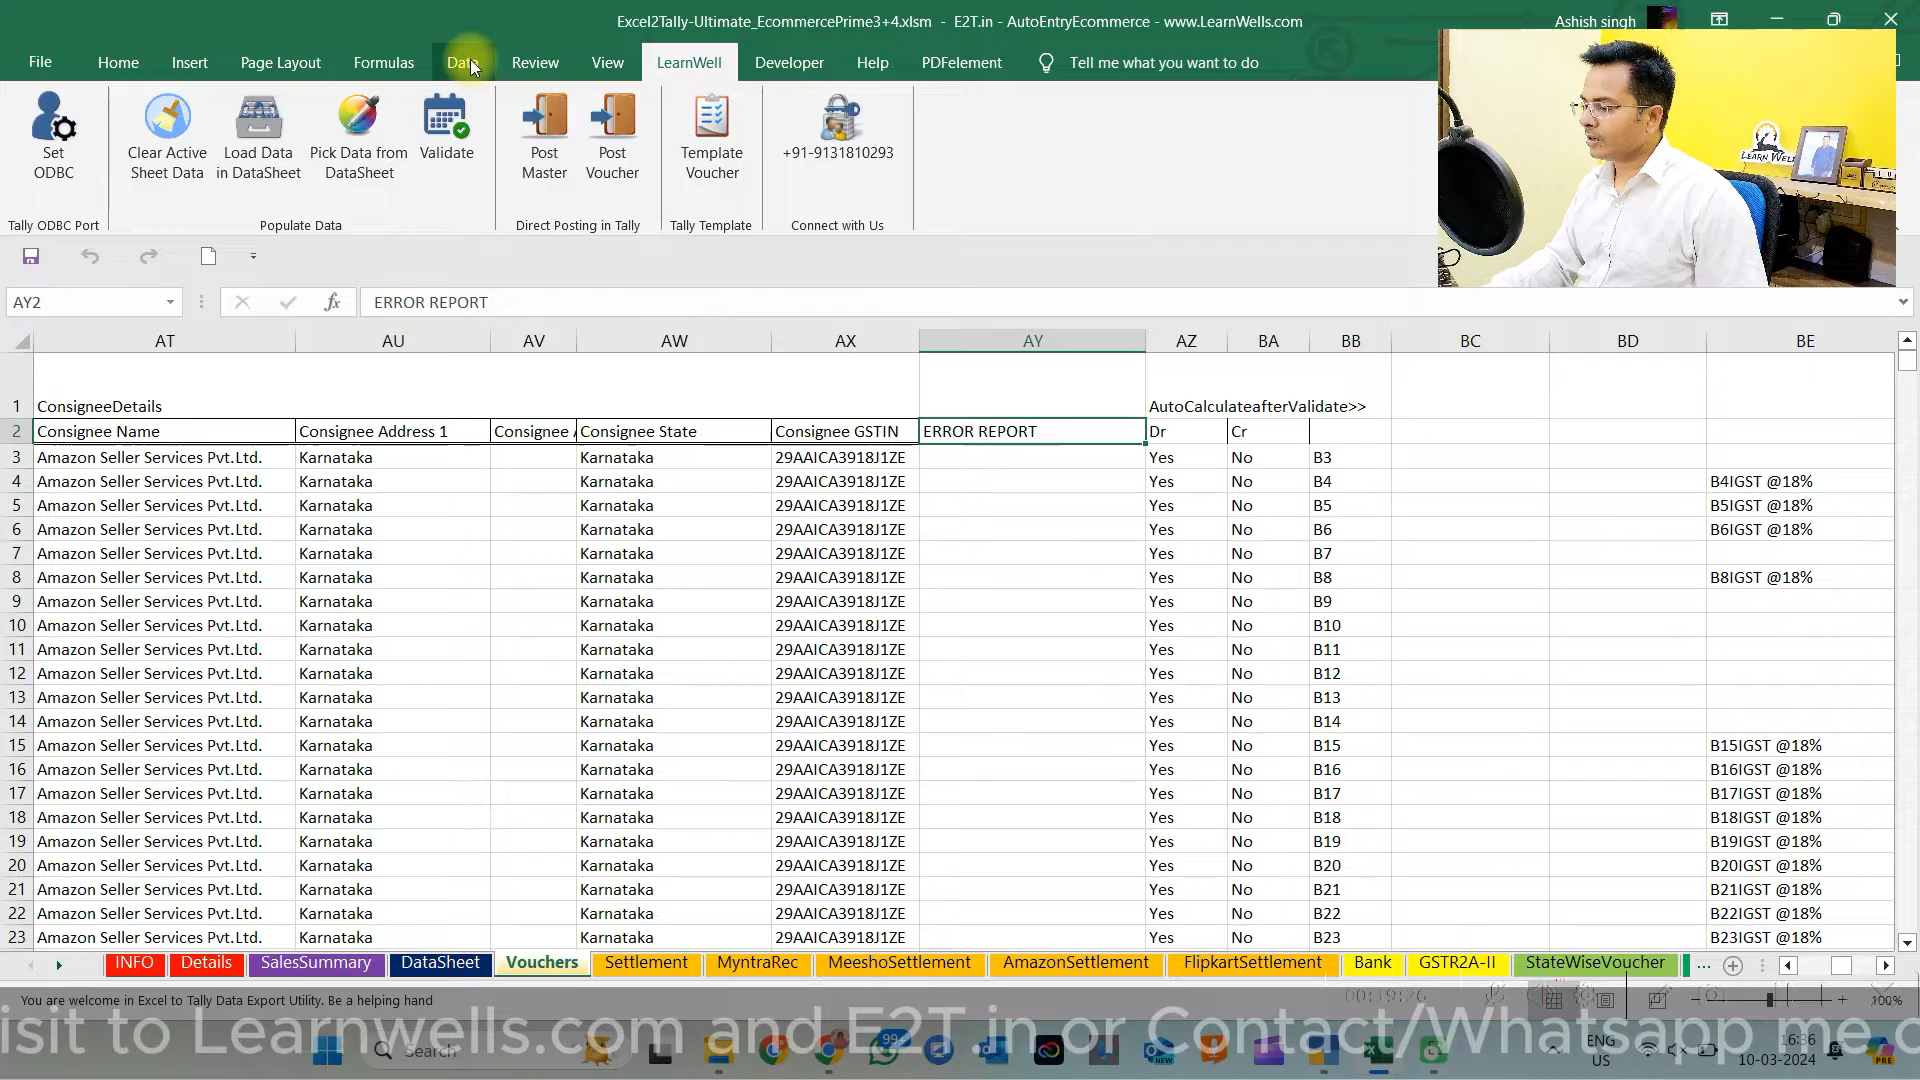 Excel2Tally-Ultimate_EcommercePrime3+4.xlsm - E2T.in - AutoEntryEcommerce - www.LearnWells.com
Ashish singh
File Home Insert Page Layout Formulas Data Review View LearnWell Developer Help PDFelement Tell me what you want to do
Set ODBC
Clear Active Sheet Data
Load Data in DataSheet
Pick Data from DataSheet
Validate
Post Master
Post Voucher
Template Voucher
+91-9131810293
Tally ODBC Port Populate Data Direct Posting in Tally Tally Template Connect with Us
LEARN WELL
AY2 fx ERROR REPORT
AT AU AV AW AX AY AZ BA BB BC BD BE
1 ConsigneeDetails AutoCalculateafterValidate>>
2 Consignee Name Consignee Address 1 Consignee Consignee State Consignee GSTIN ERROR REPORT Dr Cr
3 Amazon Seller Services Pvt.Ltd. Karnataka Karnataka 29AAICA3918J1ZE Yes No B3
4 Amazon Seller Services Pvt.Ltd. Karnataka Karnataka 29AAICA3918J1ZE Yes No B4 B4IGST @18%
5 Amazon Seller Services Pvt.Ltd. Karnataka Karnataka 29AAICA3918J1ZE Yes No B5 B5IGST @18%
6 Amazon Seller Services Pvt.Ltd. Karnataka Karnataka 29AAICA3918J1ZE Yes No B6 B6IGST @18%
7 Amazon Seller Services Pvt.Ltd. Karnataka Karnataka 29AAICA3918J1ZE Yes No B7
8 Amazon Seller Services Pvt.Ltd. Karnataka Karnataka 29AAICA3918J1ZE Yes No B8 B8IGST @18%
9 Amazon Seller Services Pvt.Ltd. Karnataka Karnataka 29AAICA3918J1ZE Yes No B9
10 Amazon Seller Services Pvt.Ltd. Karnataka Karnataka 29AAICA3918J1ZE Yes No B10
11 Amazon Seller Services Pvt.Ltd. Karnataka Karnataka 29AAICA3918J1ZE Yes No B11
12 Amazon Seller Services Pvt.Ltd. Karnataka Karnataka 29AAICA3918J1ZE Yes No B12
13 Amazon Seller Services Pvt.Ltd. Karnataka Karnataka 29AAICA3918J1ZE Yes No B13
14 Amazon Seller Services Pvt.Ltd. Karnataka Karnataka 29AAICA3918J1ZE Yes No B14
15 Amazon Seller Services Pvt.Ltd. Karnataka Karnataka 29AAICA3918J1ZE Yes No B15 B15IGST @18%
16 Amazon Seller Services Pvt.Ltd. Karnataka Karnataka 29AAICA3918J1ZE Yes No B16 B16IGST @18%
17 Amazon Seller Services Pvt.Ltd. Karnataka Karnataka 29AAICA3918J1ZE Yes No B17 B17IGST @18%
18 Amazon Seller Services Pvt.Ltd. Karnataka Karnataka 29AAICA3918J1ZE Yes No B18 B18IGST @18%
19 Amazon Seller Services Pvt.Ltd. Karnataka Karnataka 29AAICA3918J1ZE Yes No B19 B19IGST @18%
20 Amazon Seller Services Pvt.Ltd. Karnataka Karnataka 29AAICA3918J1ZE Yes No B20 B20IGST @18%
21 Amazon Seller Services Pvt.Ltd. Karnataka Karnataka 29AAICA3918J1ZE Yes No B21 B21IGST @18%
22 Amazon Seller Services Pvt.Ltd. Karnataka Karnataka 29AAICA3918J1ZE Yes No B22 B22IGST @18%
23 Amazon Seller Services Pvt.Ltd. Karnataka Karnataka 29AAICA3918J1ZE Yes No B23 B23IGST @18%
INFO Details SalesSummary DataSheet Vouchers Settlement MyntraRec MeeshoSettlement AmazonSettlement FlipkartSettlement Bank GSTR2A-II StateWiseVoucher ...
You are welcome in Excel to Tally Data Export Utility. Be a helping hand 00:19:26 100%
isit to Learnwells.com and E2T.in or Contact/Whatsapp me
Search 99+ NEW ENG US 16:36 10-03-2024 PRE